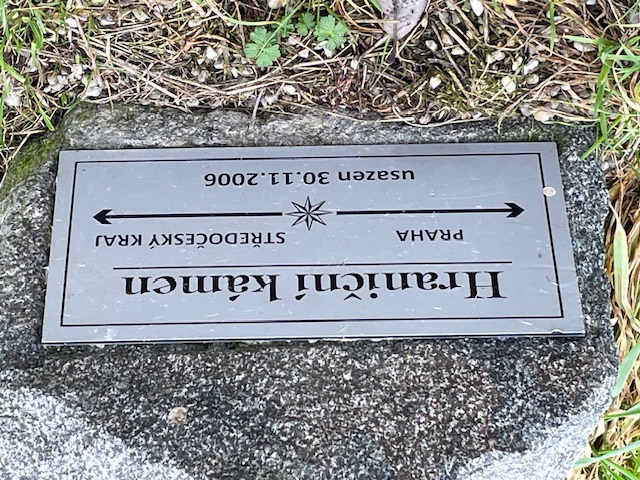 Hraniční kámen
PRAHA STŘEDOČESKÝ KRAJ
usazen 30.11.2006